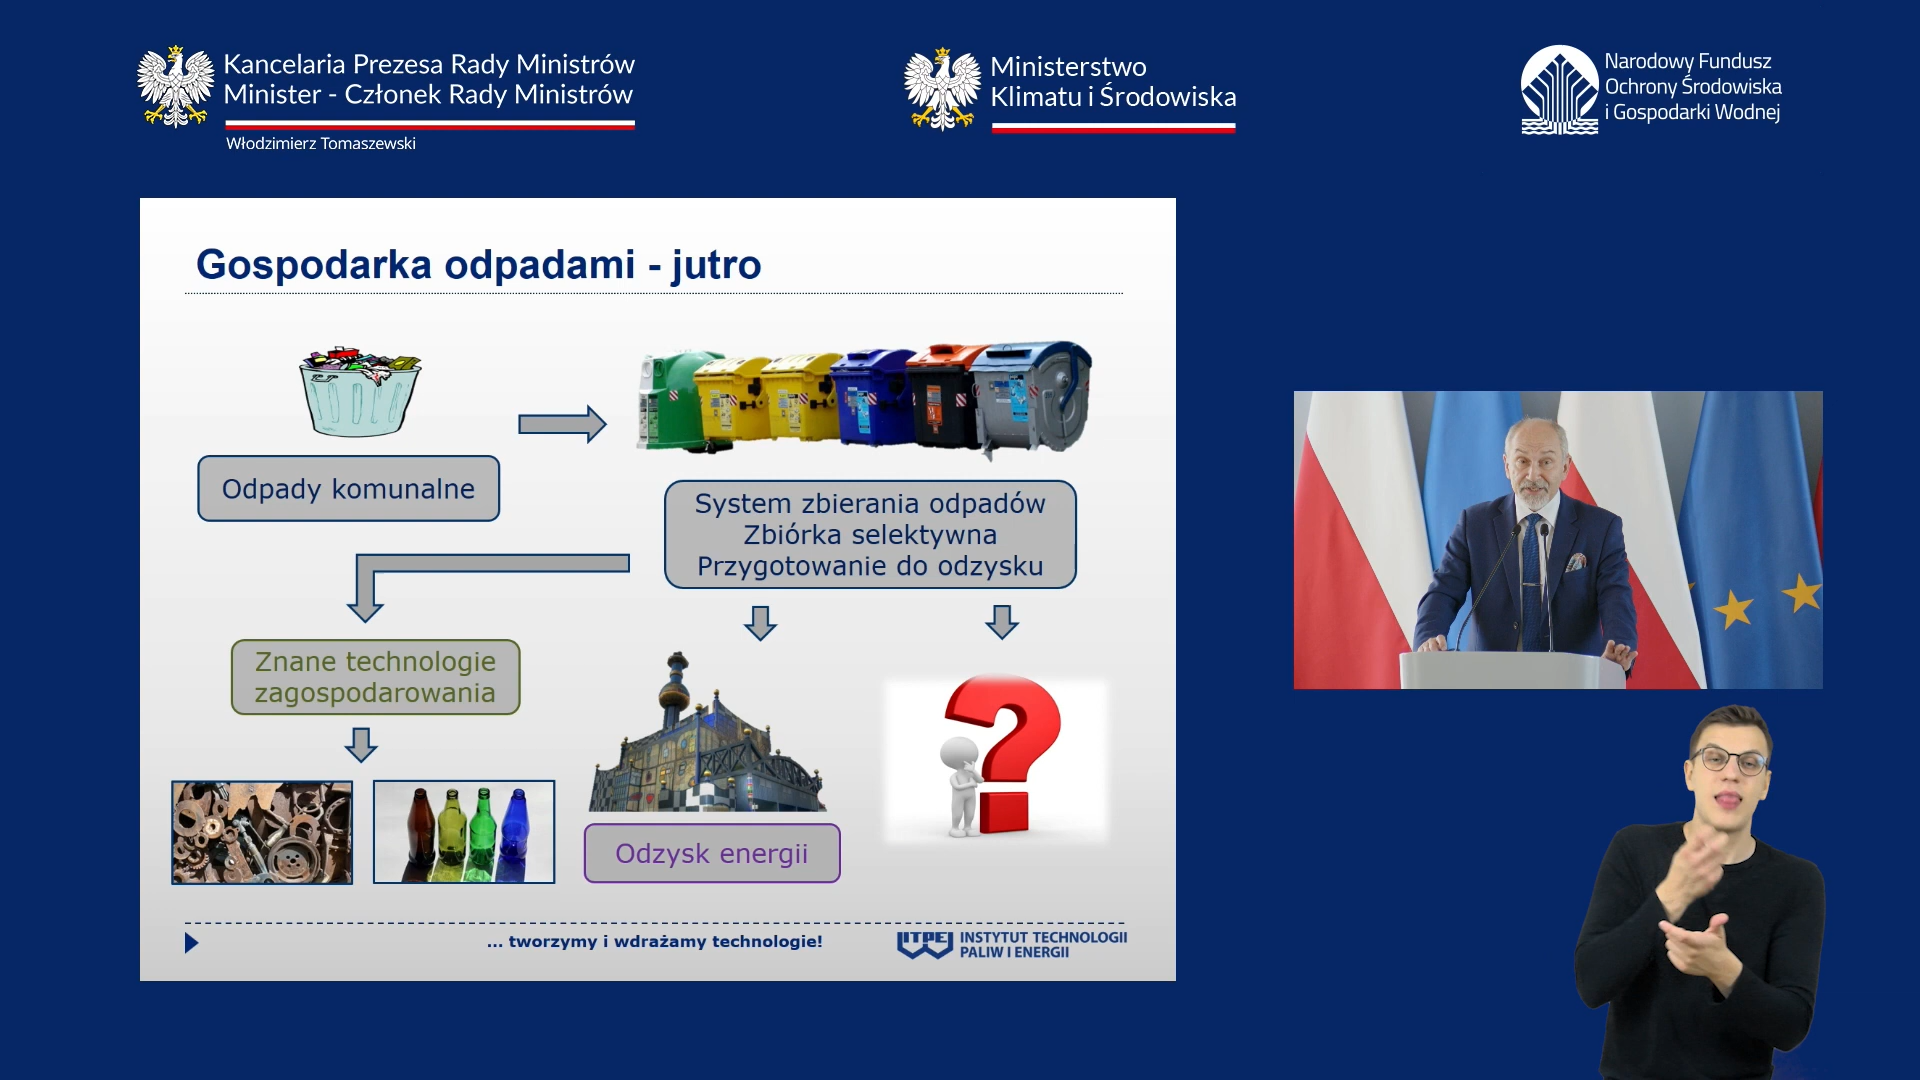 Kancelaria Prezesa Rady Ministrów
Minister - Członek Rady Ministrów
Włodzimierz Tomaszewski
Ministerstwo
Klimatu i Środowiska
Narodowy Fundusz
Ochrony Środowiska
i Gospodarki Wodnej
Gospodarka odpadami - jutro
Odpady komunalne
System zbierania odpadów
Zbiórka selektywna
Przygotowanie do odzysku
Znane technologie
zagospodarowania
Odzysk energii
... tworzymy i wdrażamy technologie!
ITPE
INSTYTUT TECHNOLOGII
PALIW I ENERGII